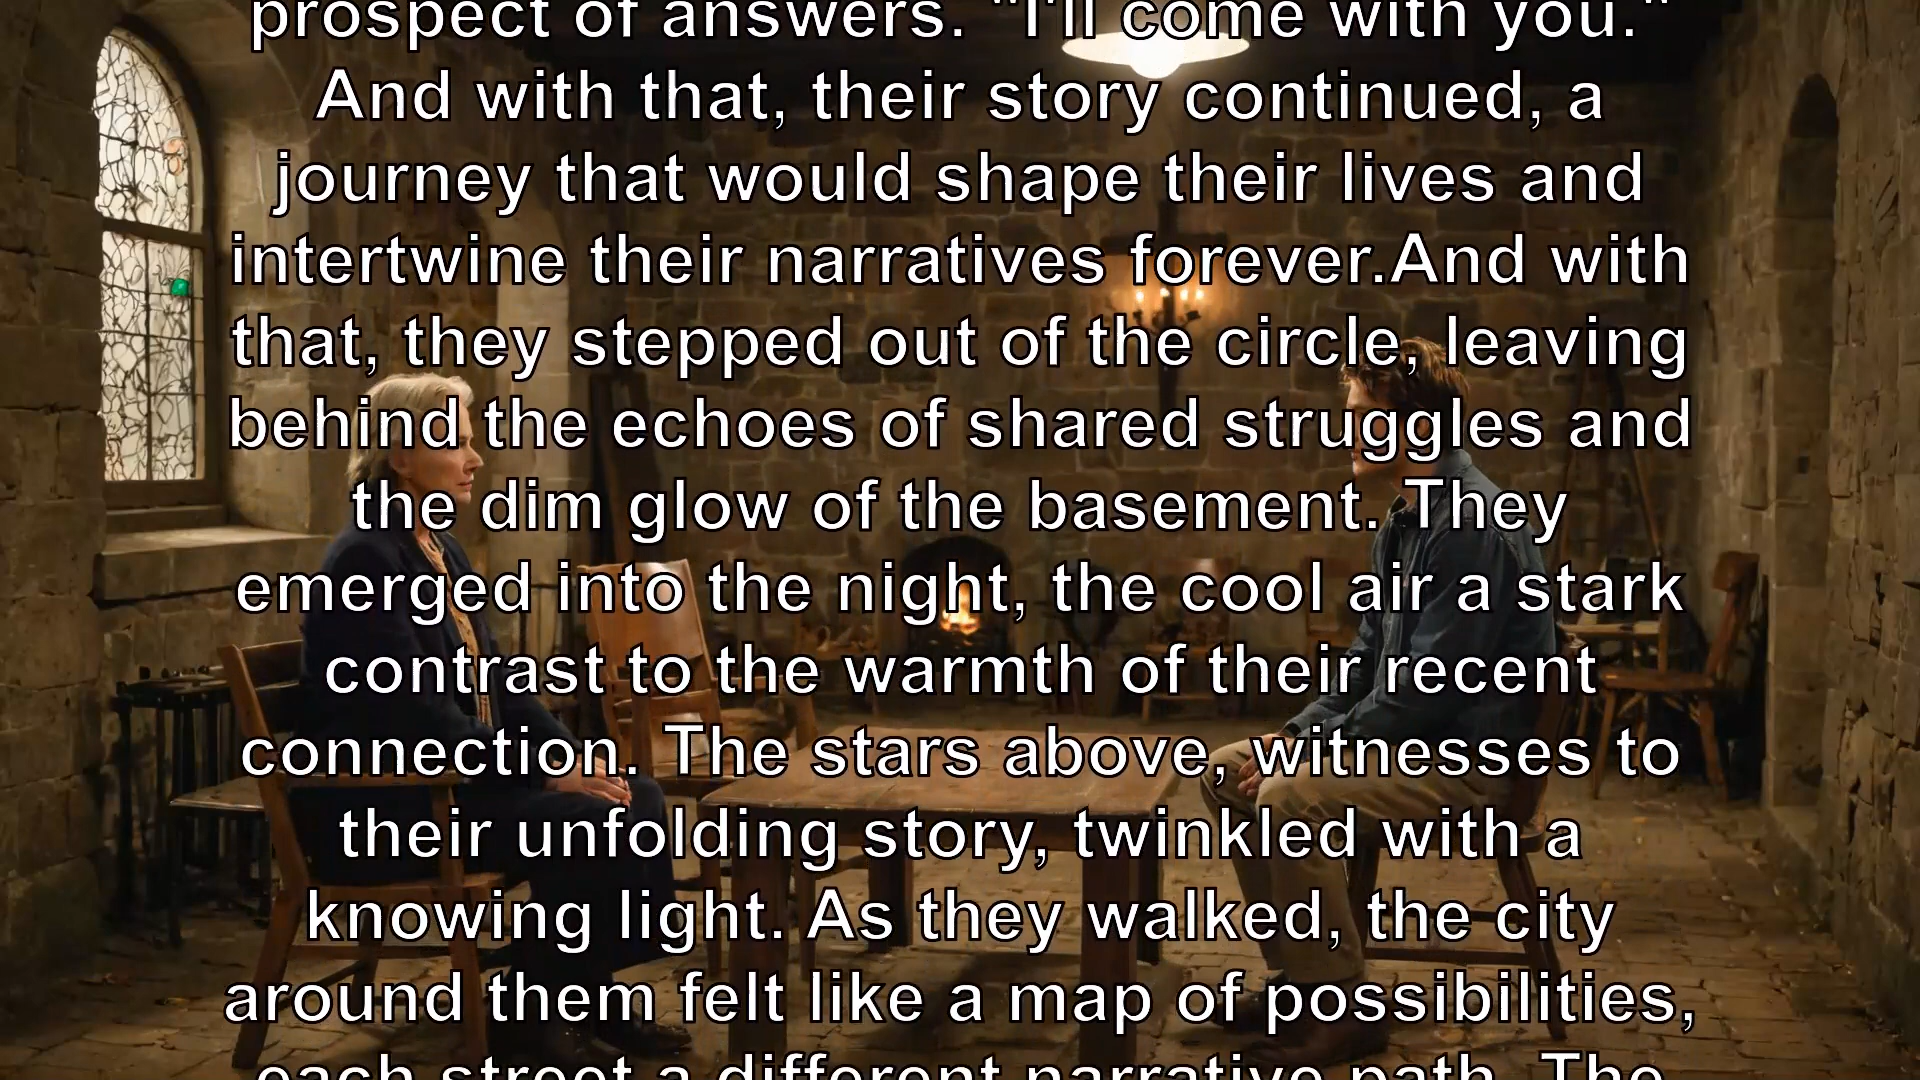 prospect of answers. "I'll come with you."
And with that, their story continued, a
journey that would shape their lives and
intertwine their narratives forever.And with
that, they stepped out of the circle, leaving
behind the echoes of shared struggles and
the dim glow of the basement. They
emerged into the night, the cool air a stark
contrast to the warmth of their recent
connection. The stars above, witnesses to
their unfolding story, twinkled with a
knowing light. As they walked, the city
around them felt like a map of possibilities,
each street a different narrative path. The